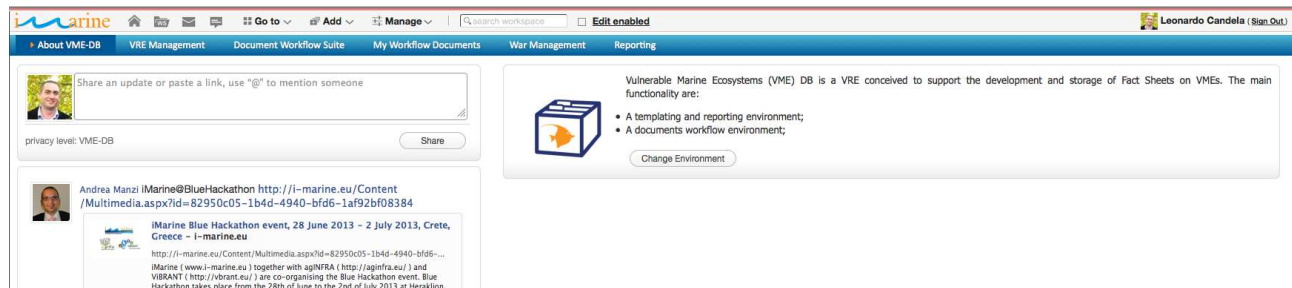 iMarine
Go to Add Manage search workspace Edit enabled Leonardo Candela (Sign Out)
About VME-DB VRE Management Document Workflow Suite My Workflow Documents War Management Reporting
Share an update or paste a link, use "@" to mention someone
privacy level: VME-DB Share
Andrea Manzi iMarine@BlueHackathon http://i-marine.eu/Content
/Multimedia.aspx?id=82950c05-1b4d-4940-bfd6-1af92bf08384
iMarine Blue Hackathon event, 28 June 2013 - 2 July 2013, Crete,
Greece - i-marine.eu
http://i-marine.eu/Content/Multimedia.aspx?id=82950c05-1b4d-4940-bfd6-...
iMarine ( www.i-marine.eu ) together with agINFRA ( http://aginfra.eu/ ) and
ViBRANT ( http://vbrant.eu/ ) are co-organising the Blue Hackathon event. Blue
Hackathon takes place from the 28th of June to the 2nd of July 2013 at Heraklion,
Vulnerable Marine Ecosystems (VME) DB is a VRE conceived to support the development and storage of Fact Sheets on VMEs. The main
functionality are:
• A templating and reporting environment;
• A documents workflow environment;
Change Environment